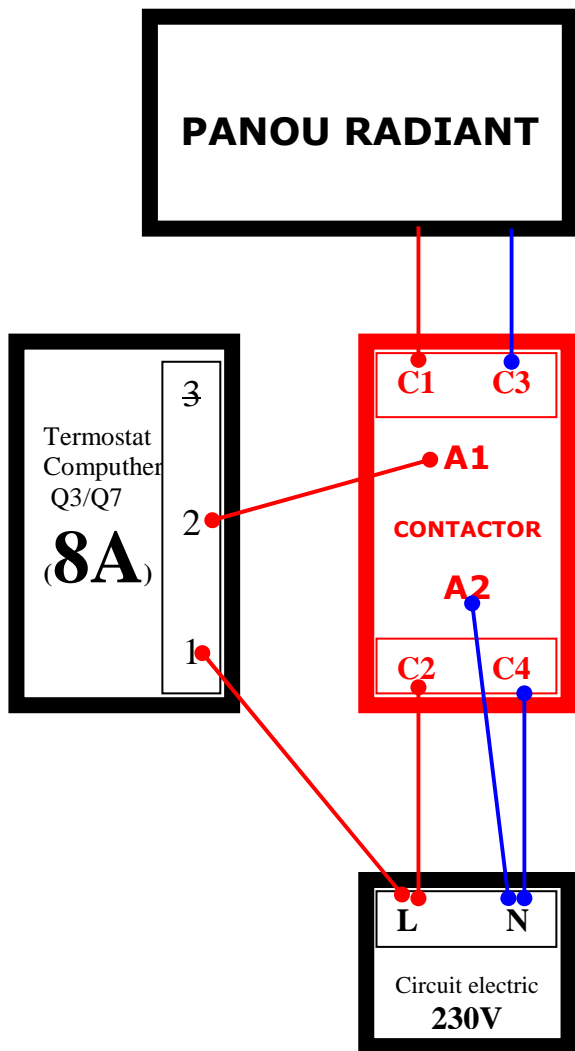 PANOU RADIANT
C1 C3
3
Termostat
Computher
Q3/Q7
(8A)
2
1
A1
CONTACTOR
A2
C2 C4
L N
Circuit electric
230V